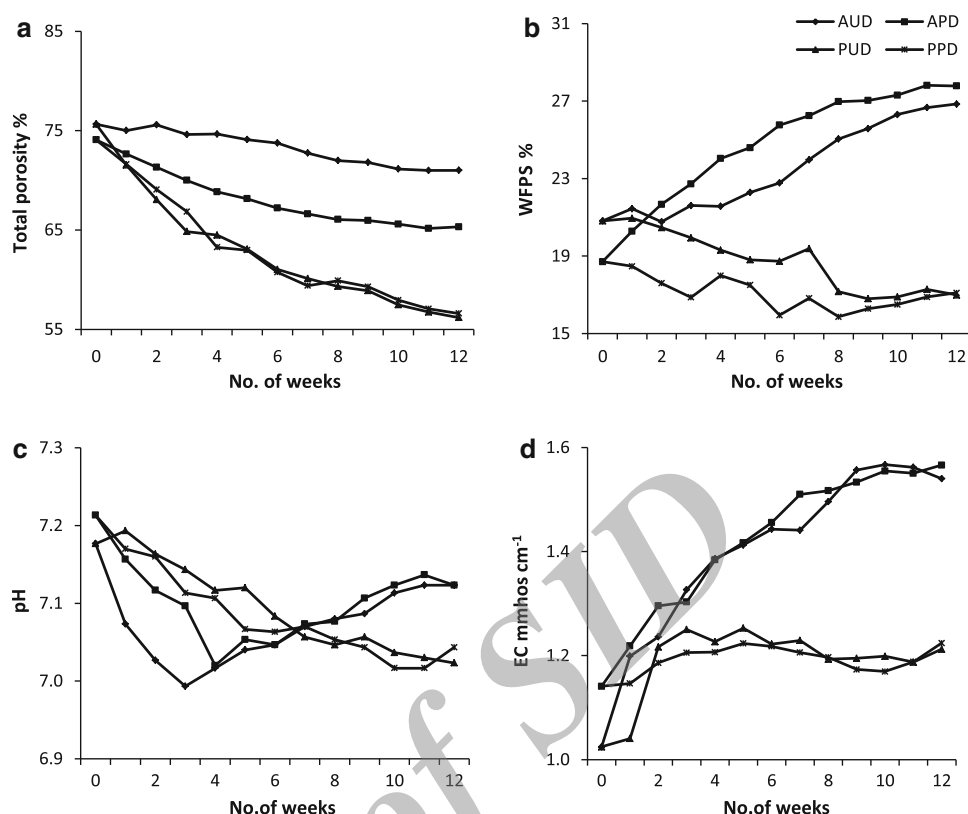 a
85
75
65
55
Total porosity %
0 2 4 6 8 10 12
No. of weeks
b
AUD APD
PUD PPD
31
27
23
19
15
WFPS %
0 2 4 6 8 10 12
No. of weeks
c
7.3
7.2
7.1
7.0
6.9
pH
0 2 4 6 8 10 12
No.of weeks
d
1.6
1.4
1.2
1.0
EC mmhos cm⁻¹
0 2 4 6 8 10 12
No.of weeks
of SID